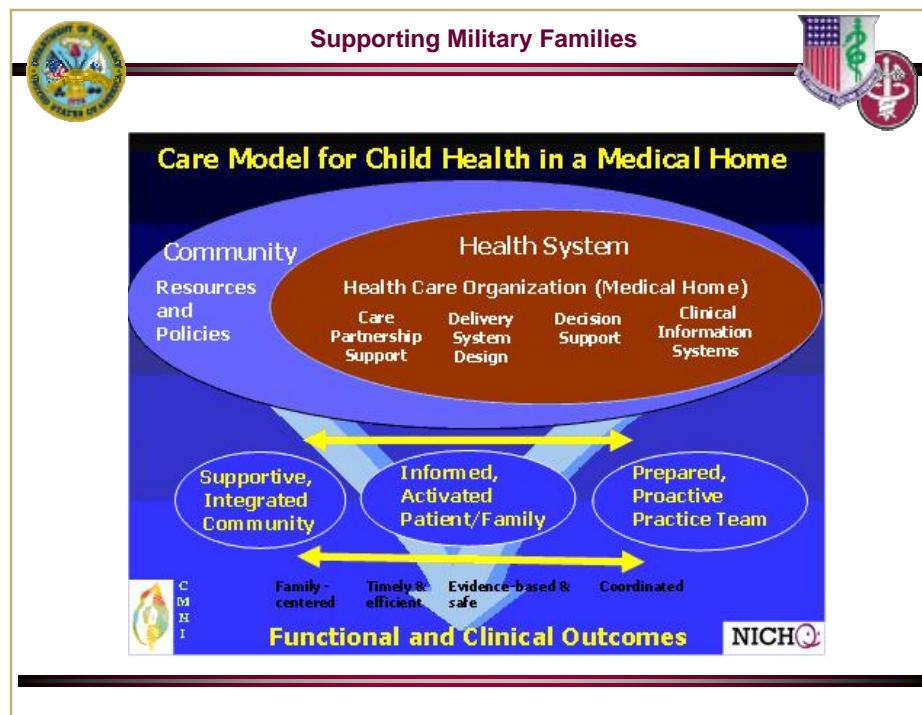 Supporting Military Families
Care Model for Child Health in a Medical Home
Community
Resources
and
Policies
Health System
Health Care Organization (Medical Home)
Care
Partnership
Support
Delivery
System
Design
Decision
Support
Clinical
Information
Systems
Supportive,
Integrated
Community
Informed,
Activated
Patient/Family
Prepared,
Proactive
Practice Team
Family -
centered
Timely &
efficient
Evidence-based &
safe
Coordinated
C
M
H
I
Functional and Clinical Outcomes
NICHQ